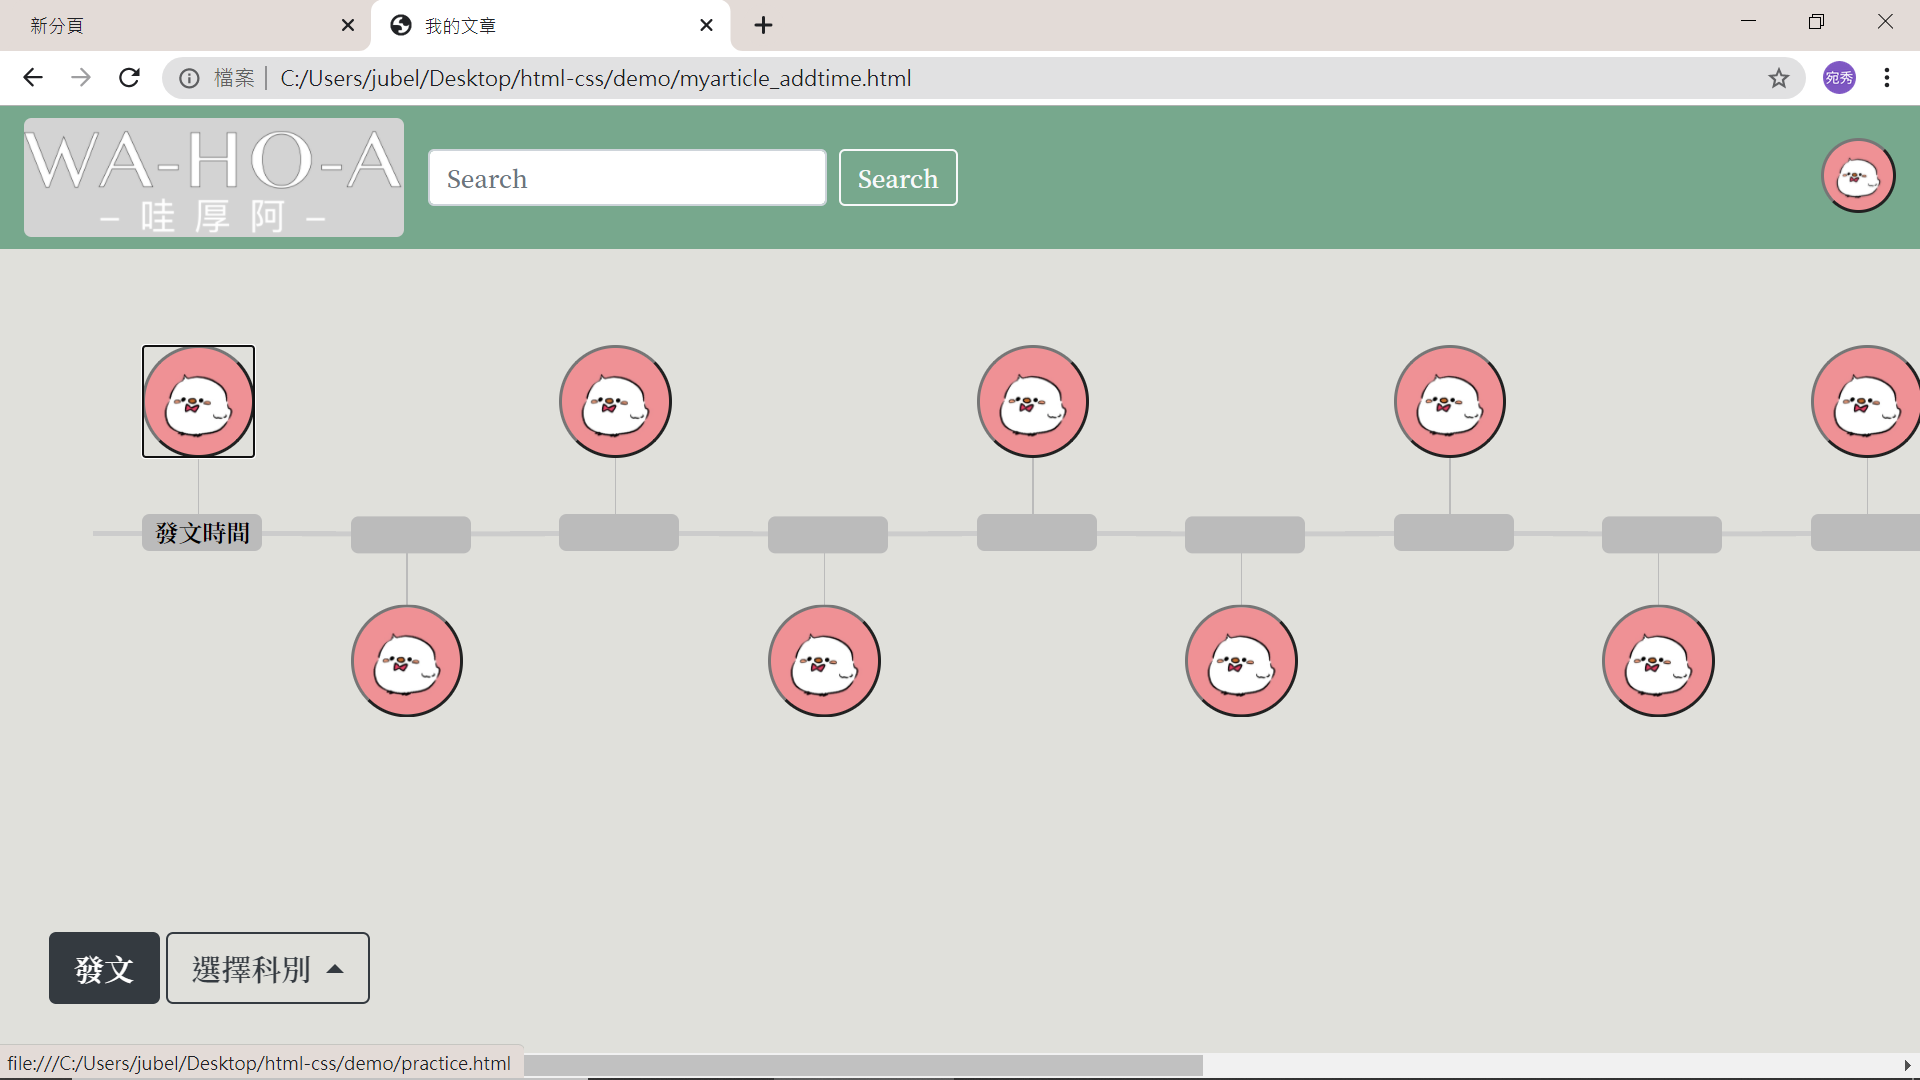 新分頁
我的文章
檔案
C:/Users/jubel/Desktop/html-css/demo/myarticle_addtime.html
宛秀
WA-HO-A
– 哇厚阿 –
Search
Search
發文時間
發文
選擇科別
file:///C:/Users/jubel/Desktop/html-css/demo/practice.html